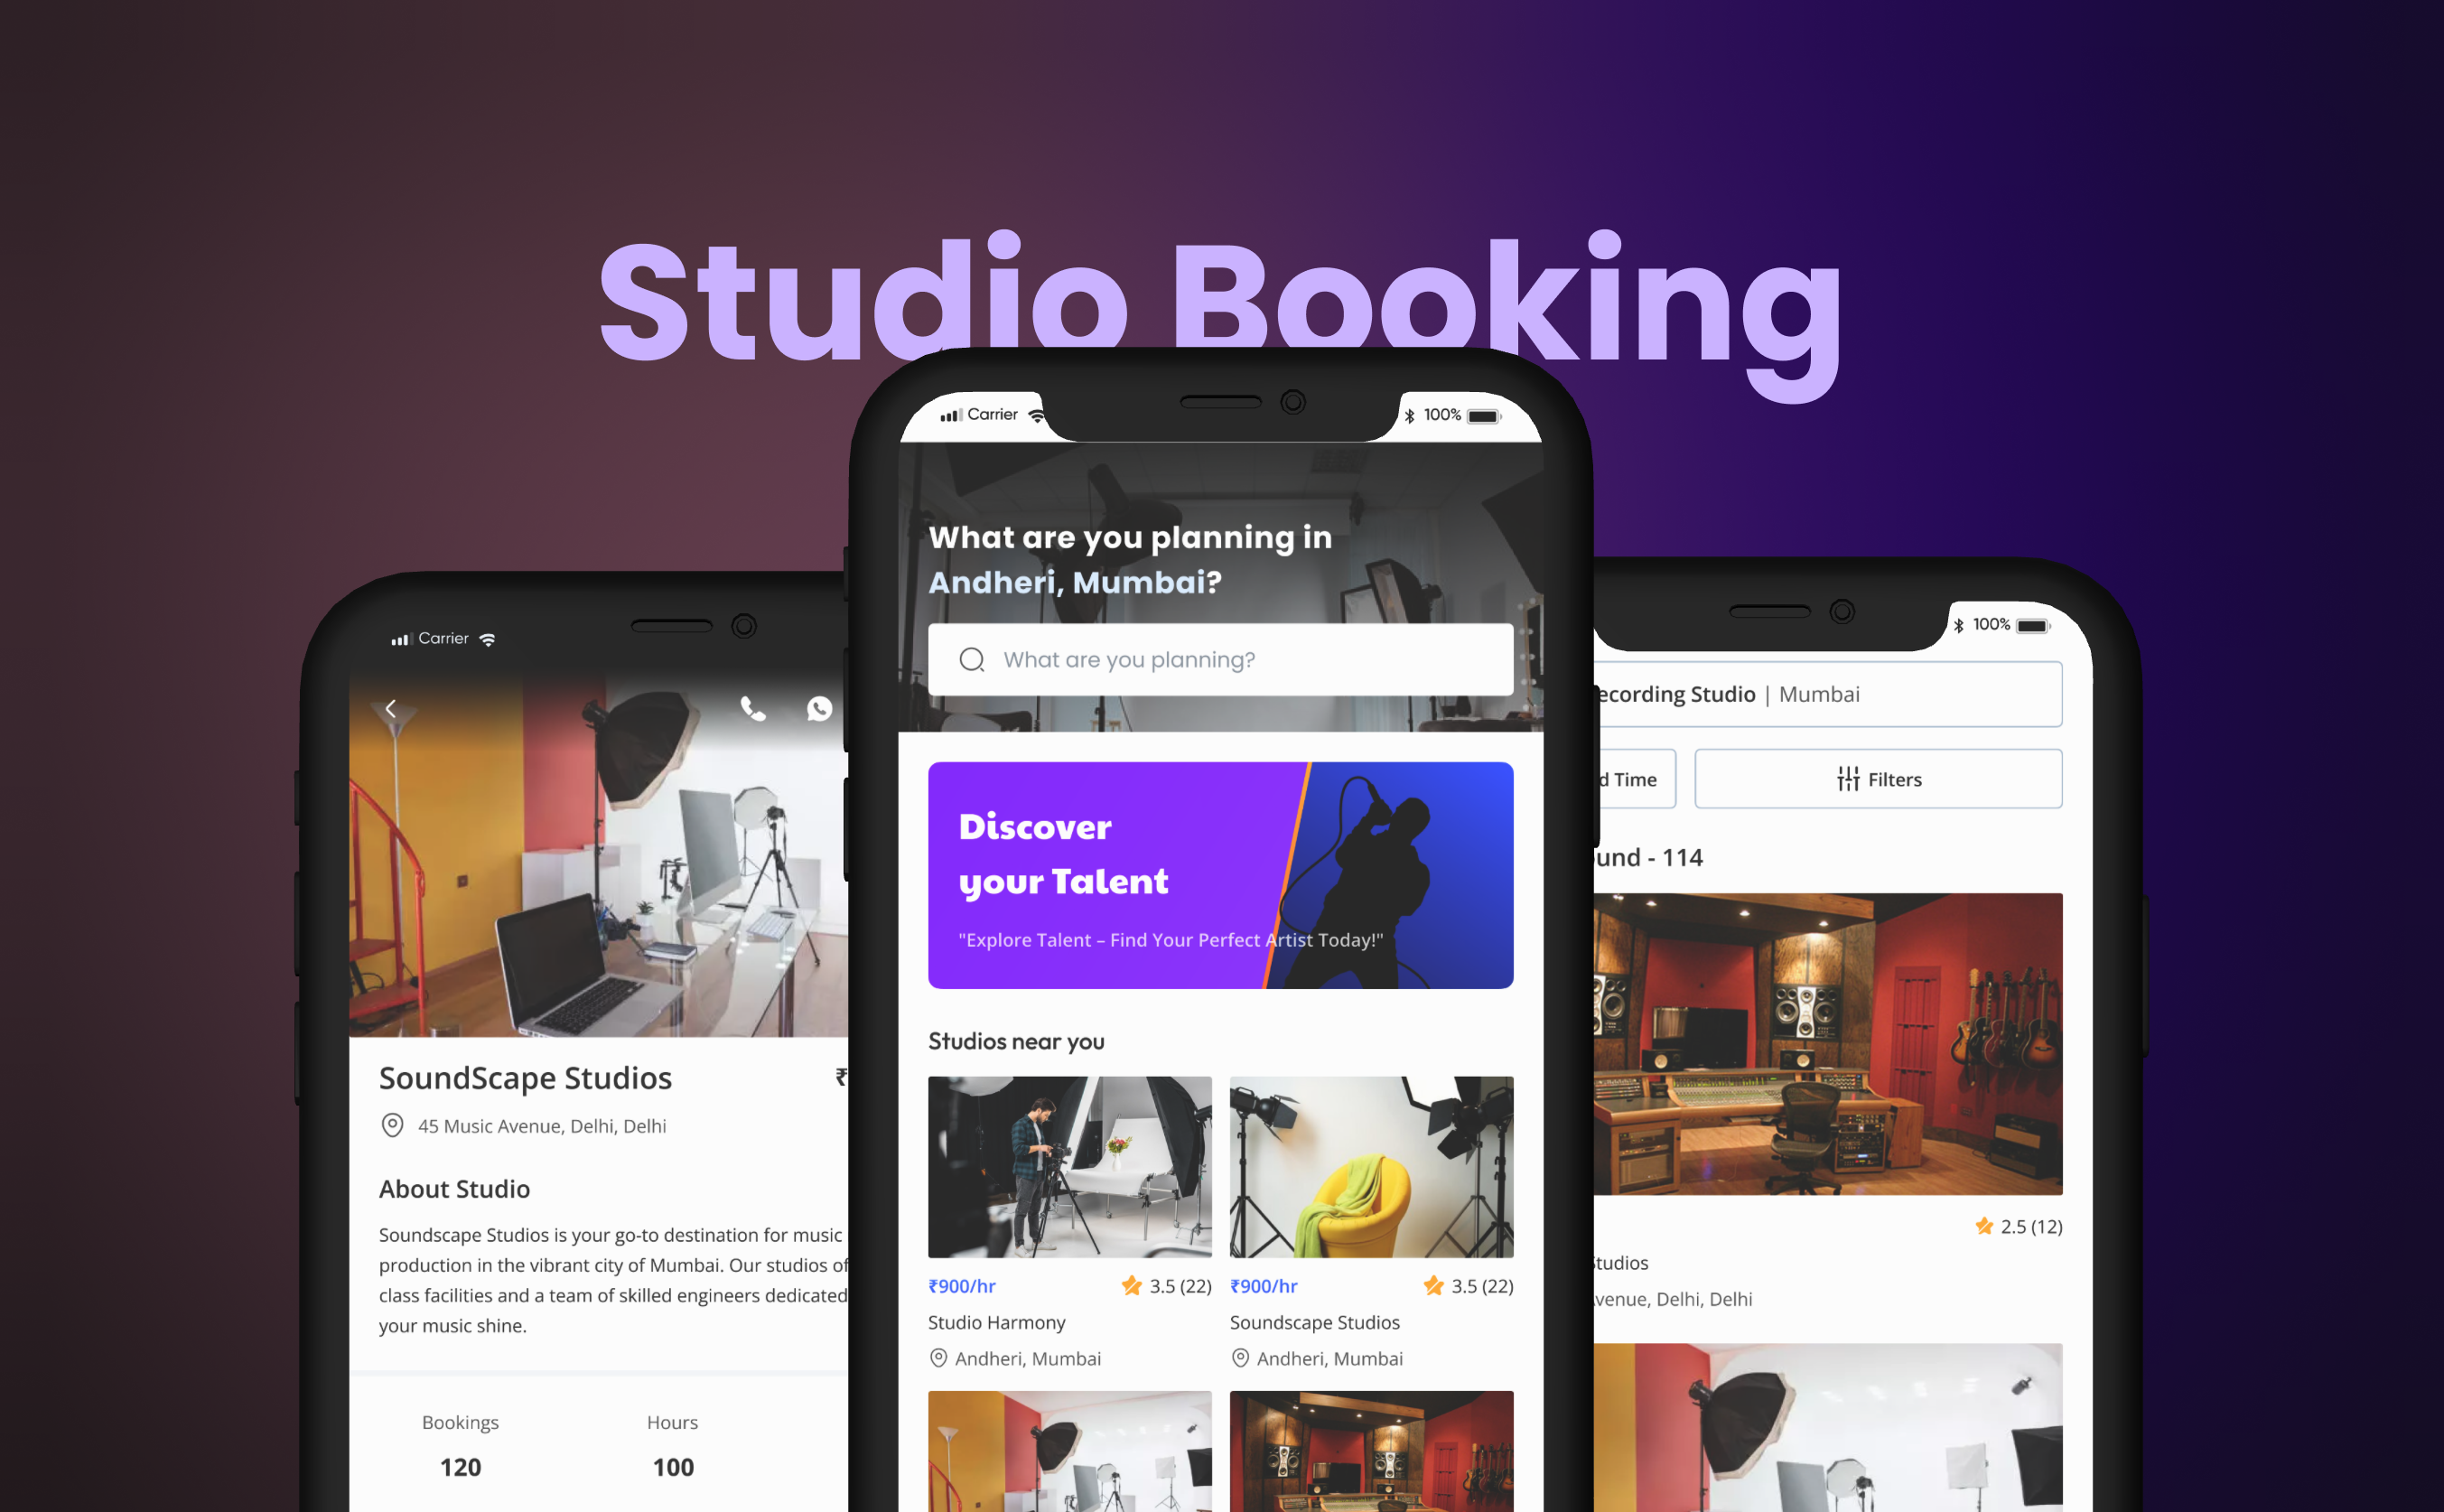 Studio Booking
Carrier
What are you planning in
Andheri, Mumbai?
What are you planning?
Discover
your Talent
"Explore Talent – Find Your Perfect Artist Today!"
Studios near you
₹900/hr 3.5 (22)
Studio Harmony
Andheri, Mumbai
₹900/hr 3.5 (22)
Soundscape Studios
Andheri, Mumbai
100%
Carrier
SoundScape Studios ₹
45 Music Avenue, Delhi, Delhi
About Studio
Soundscape Studios is your go-to destination for music
production in the vibrant city of Mumbai. Our studios of
class facilities and a team of skilled engineers dedicated
your music shine.
Bookings Hours
120 100
100%
ecording Studio | Mumbai
d Time Filters
und - 114
2.5 (12)
Studios
venue, Delhi, Delhi